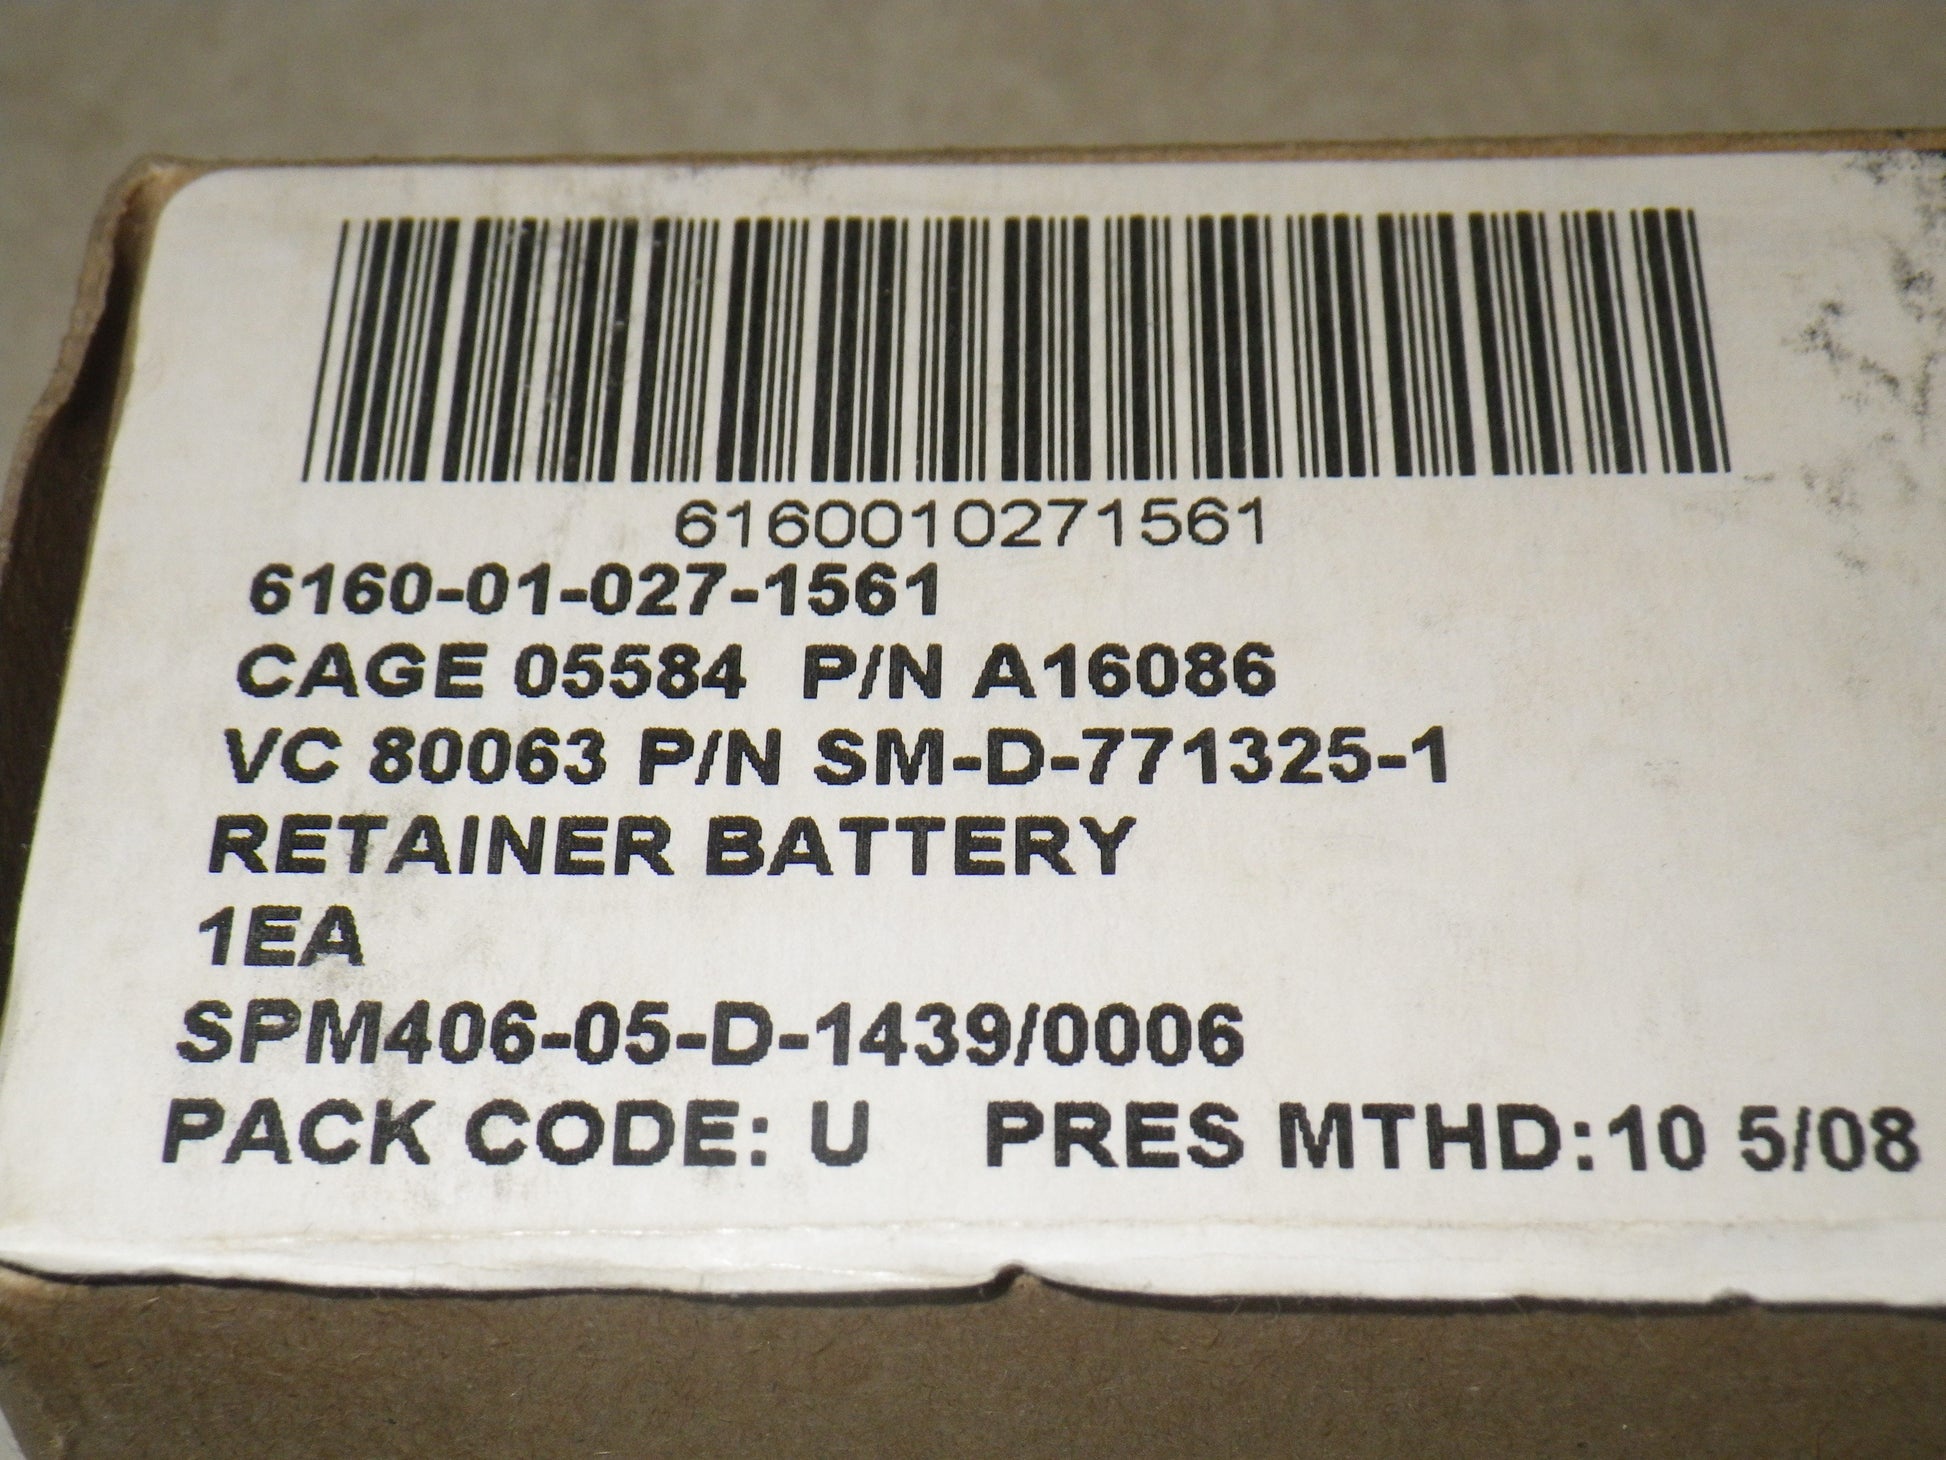 6160010271561
6160-01-027-1561
CAGE 05584 P/N A16086
VC 80063 P/N SM-D-771325-1
RETAINER BATTERY
1EA
SPM406-05-D-1439/0006
PACK CODE: U PRES MTHD:10 5/08